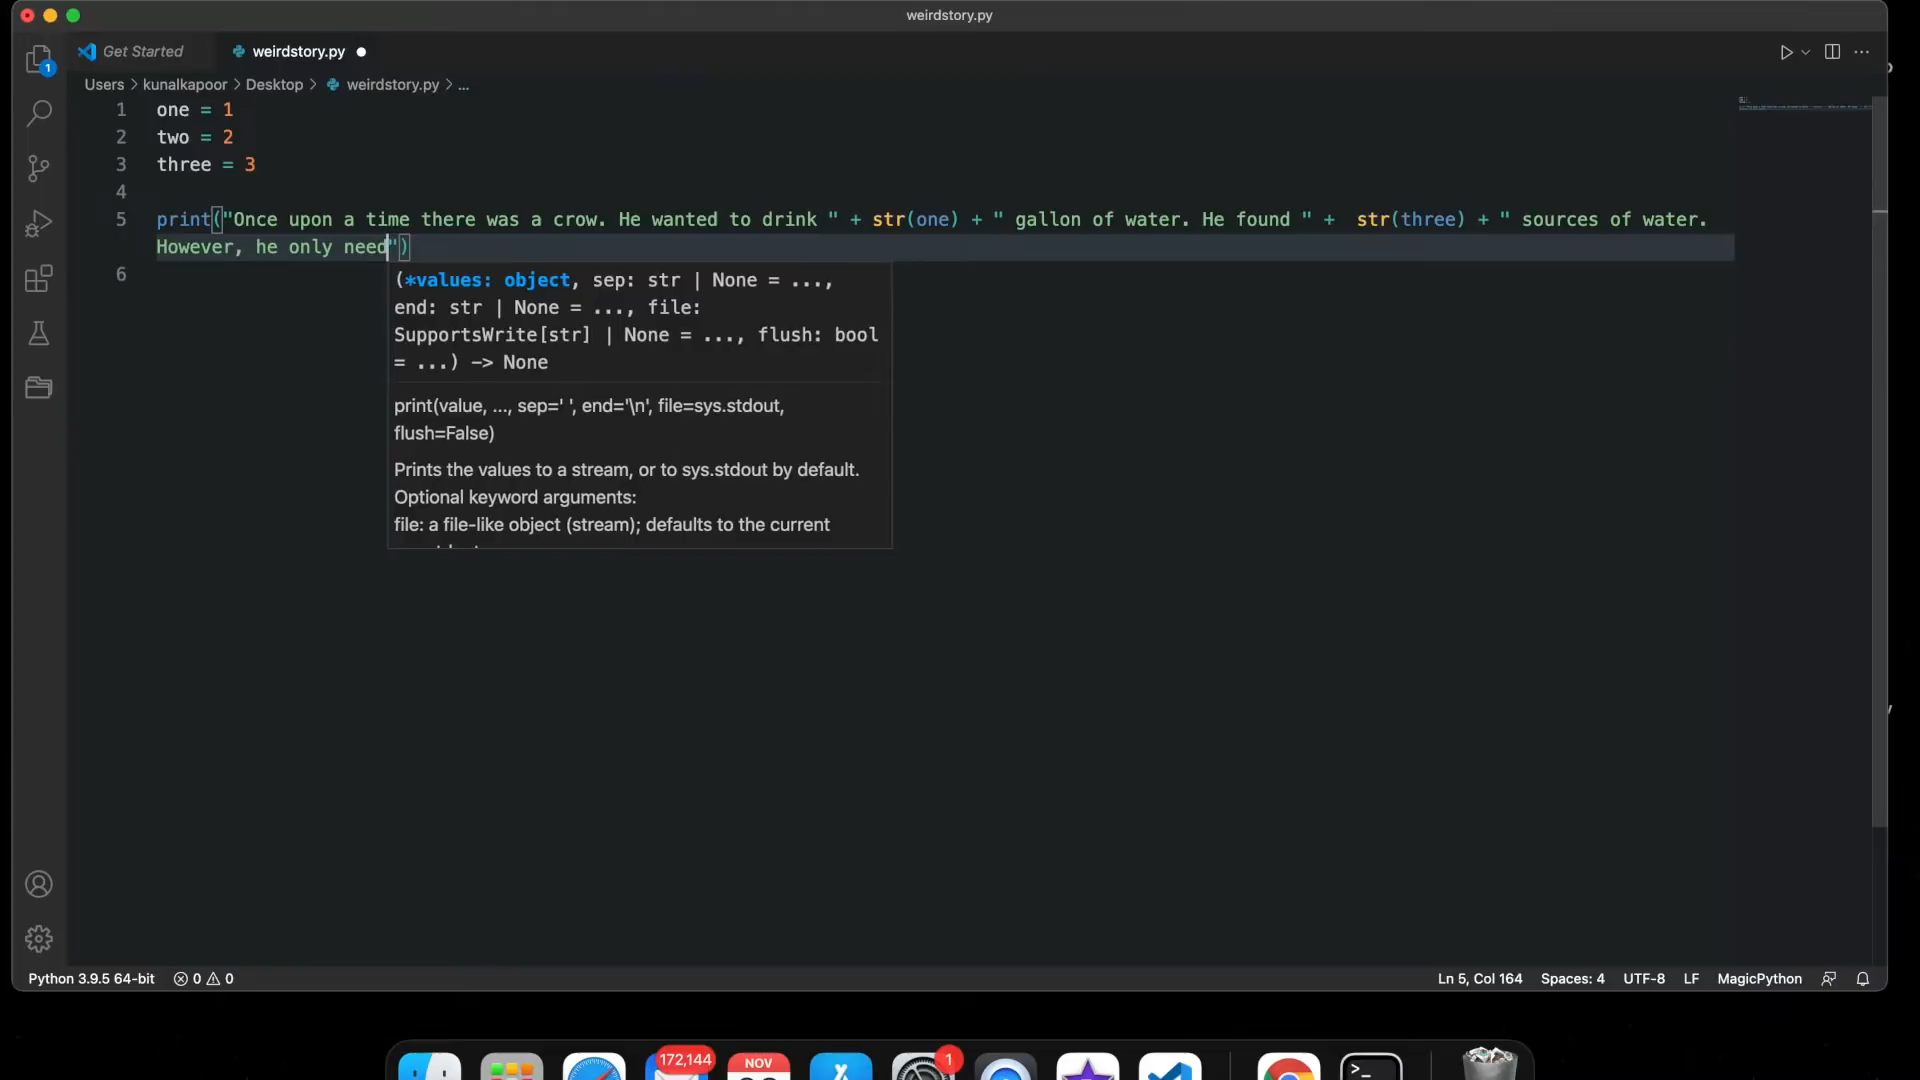 weirdstory.py
Get Started
weirdstory.py
Users > kunalkapoor > Desktop > weirdstory.py > ...
1
1 one = 1
2 two = 2
3 three = 3
4
5 print("Once upon a time there was a crow. He wanted to drink " + str(one) + " gallon of water. He found " +  str(three) + " sources of water.
However, he only need")
6
(*values: object, sep: str | None = ...,
end: str | None = ..., file:
SupportsWrite[str] | None = ..., flush: bool
= ...) -> None
print(value, ..., sep=' ', end='\n', file=sys.stdout,
flush=False)
Prints the values to a stream, or to sys.stdout by default.
Optional keyword arguments:
file: a file-like object (stream); defaults to the current
Python 3.9.5 64-bit 0 0 Ln 5, Col 164 Spaces: 4 UTF-8 LF MagicPython
172,144
NOV
1